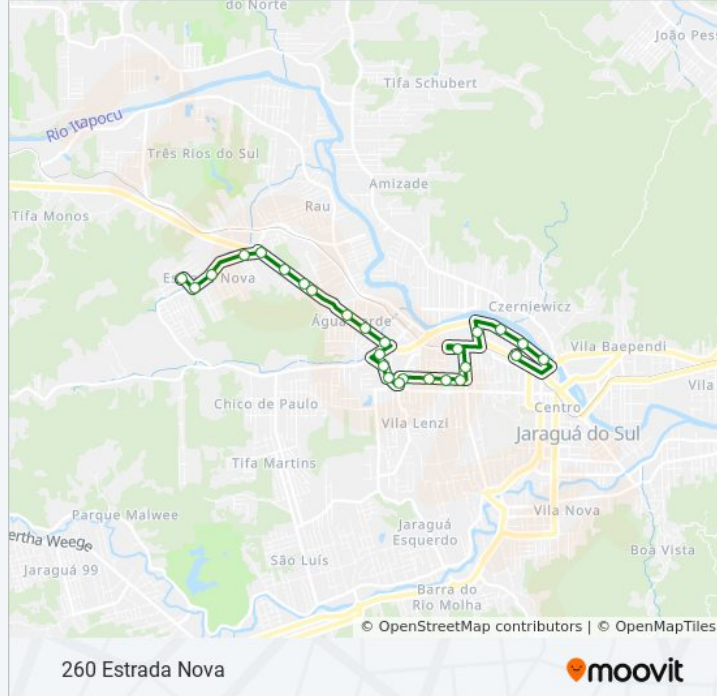 do Norte
João Pess
Tifa Schubert
Rio Itapocu
Três Rios do Sul
Amizade
Rau
Tifa Monos
Nova
Czerniewicz
Vila Baependi
Vila
Centro
Chico de Paulo
Vila Lenzi
Jaraguá do Sul
Tifa Martins
Parque Malwee
Vila Nova
Jaraguá
Esquerdo
ertha Weege
Boa Vista
São Luís
Jaraguá 99
Barra do
Rio Molha
© OpenStreetMap contributors | © OpenMapTiles
260 Estrada Nova
moovit